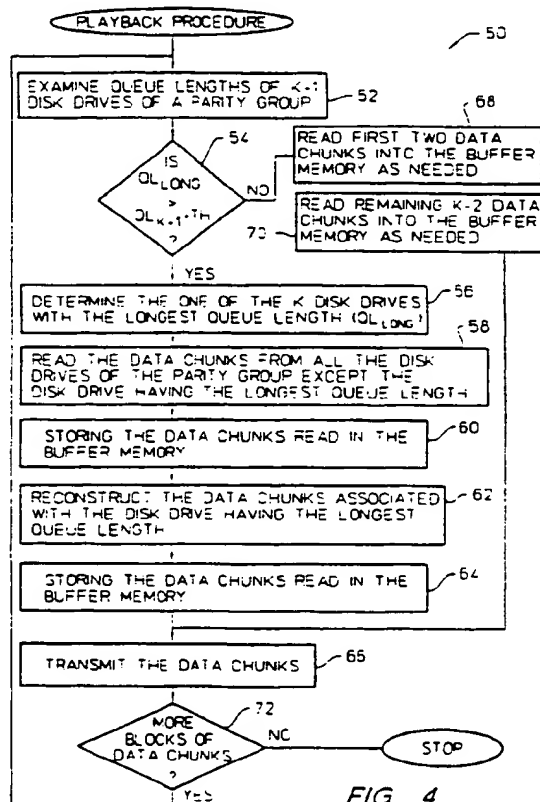 PLAYBACK PROCEDURE
50
EXAMINE QUEUE LENGTHS OF K+1
DISK DRIVES OF A PARITY GROUP
52
IS
QL LONG
>
QL K+1-TH
?
54
NO
68
READ FIRST TWO DATA
CHUNKS INTO THE BUFFER
MEMORY AS NEEDED
70
READ REMAINING K-2 DATA
CHUNKS INTO THE BUFFER
MEMORY AS NEEDED
YES
DETERMINE THE ONE OF THE K DISK DRIVES
WITH THE LONGEST QUEUE LENGTH (QL LONG)
56
58
READ THE DATA CHUNKS FROM ALL THE DISK
DRIVES OF THE PARITY GROUP EXCEPT THE
DISK DRIVE HAVING THE LONGEST QUEUE LENGTH
STORING THE DATA CHUNKS READ IN THE
BUFFER MEMORY
60
RECONSTRUCT THE DATA CHUNKS ASSOCIATED
WITH THE DISK DRIVE HAVING THE LONGEST
QUEUE LENGTH
62
STORING THE DATA CHUNKS READ IN THE
BUFFER MEMORY
64
TRANSMIT THE DATA CHUNKS
66
MORE
BLOCKS OF
DATA CHUNKS
?
72
NO
STOP
YES
FIG. 4